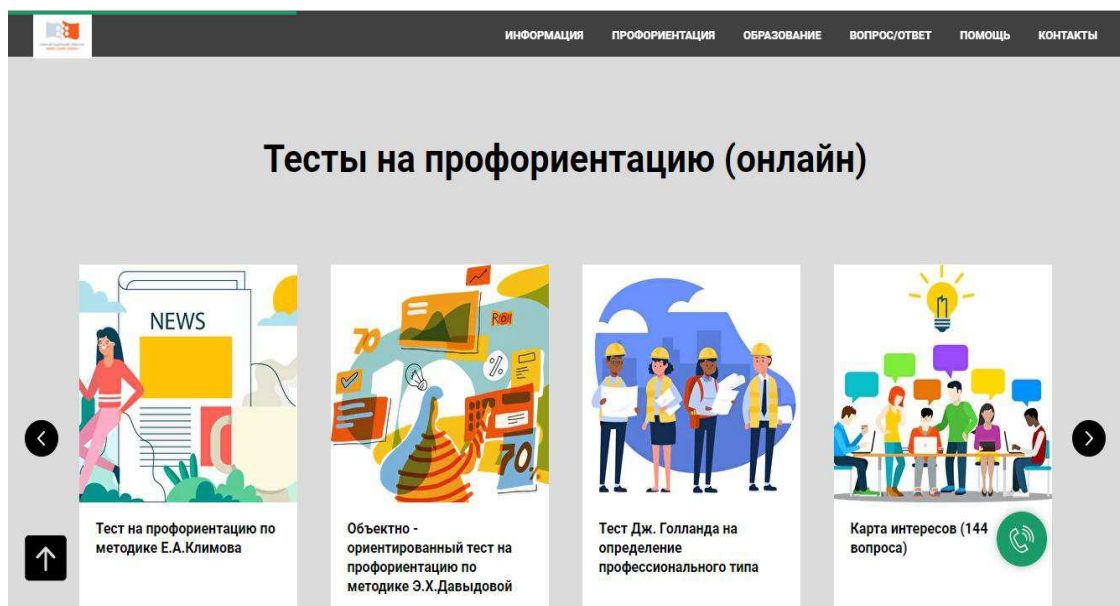 ИНФОРМАЦИЯ ПРОФОРИЕНТАЦИЯ ОБРАЗОВАНИЕ ВОПРОС/ОТВЕТ ПОМОЩЬ КОНТАКТЫ
Тесты на профориентацию (онлайн)
NEWS
Тест на профориентацию по
методике Е.А.Климова
70
ROI
%
70.
Объектно -
ориентированный тест на
профориентацию по
методике Э.Х.Давыдовой
Тест Дж. Голланда на
определение
профессионального типа
Карта интересов (144
вопроса)